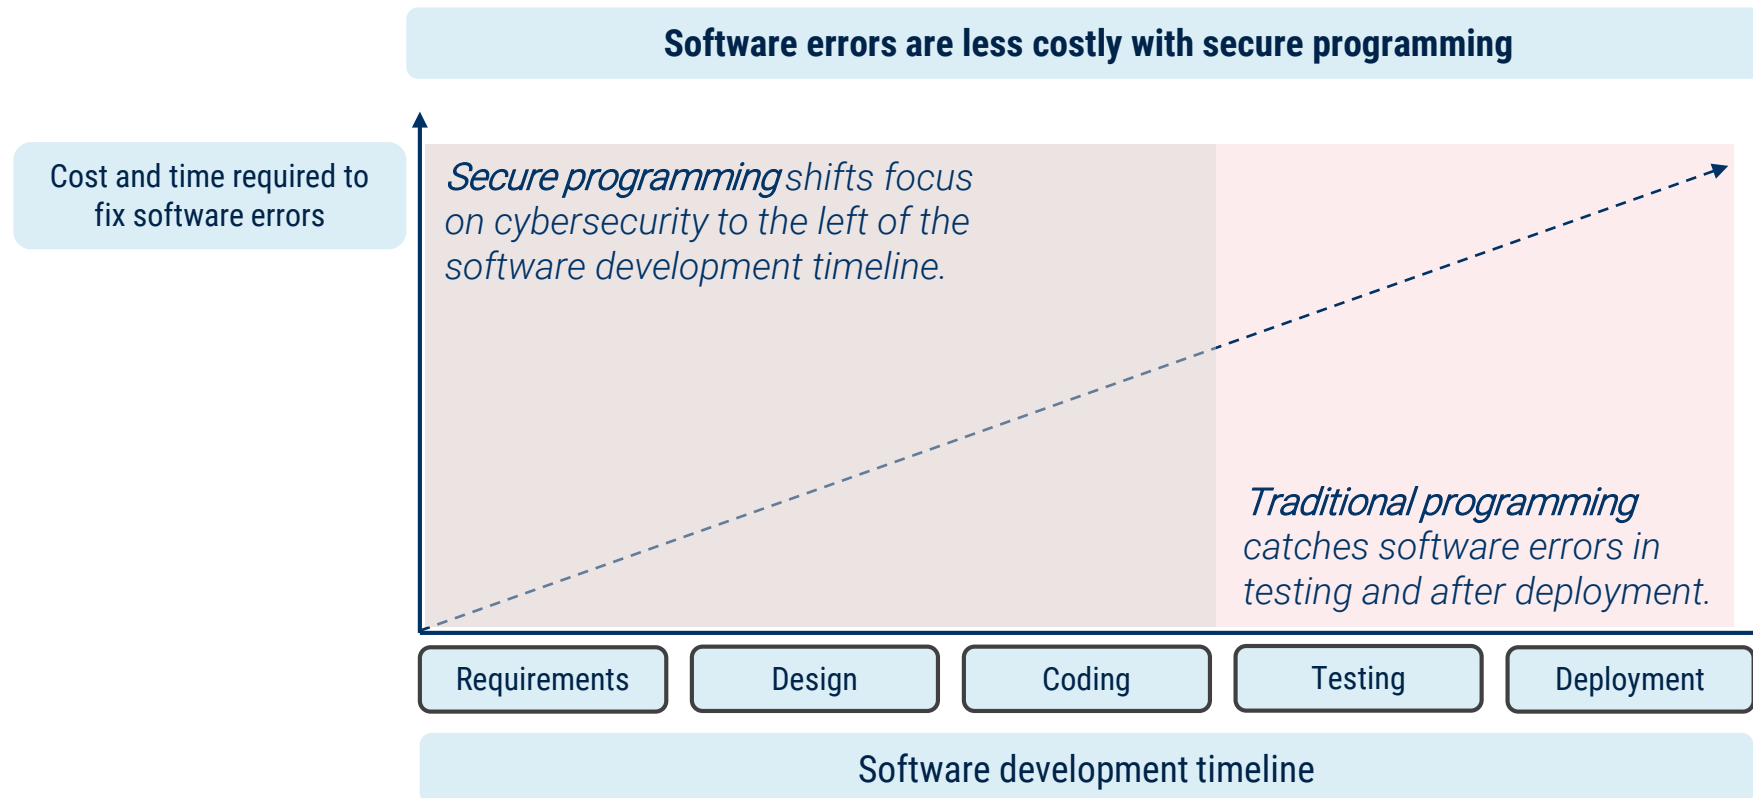 Software errors are less costly with secure programming
Cost and time required to
fix software errors
Secure programming shifts focus
on cybersecurity to the left of the
software development timeline.
Traditional programming
catches software errors in
testing and after deployment.
Requirements
Design
Coding
Testing
Deployment
Software development timeline